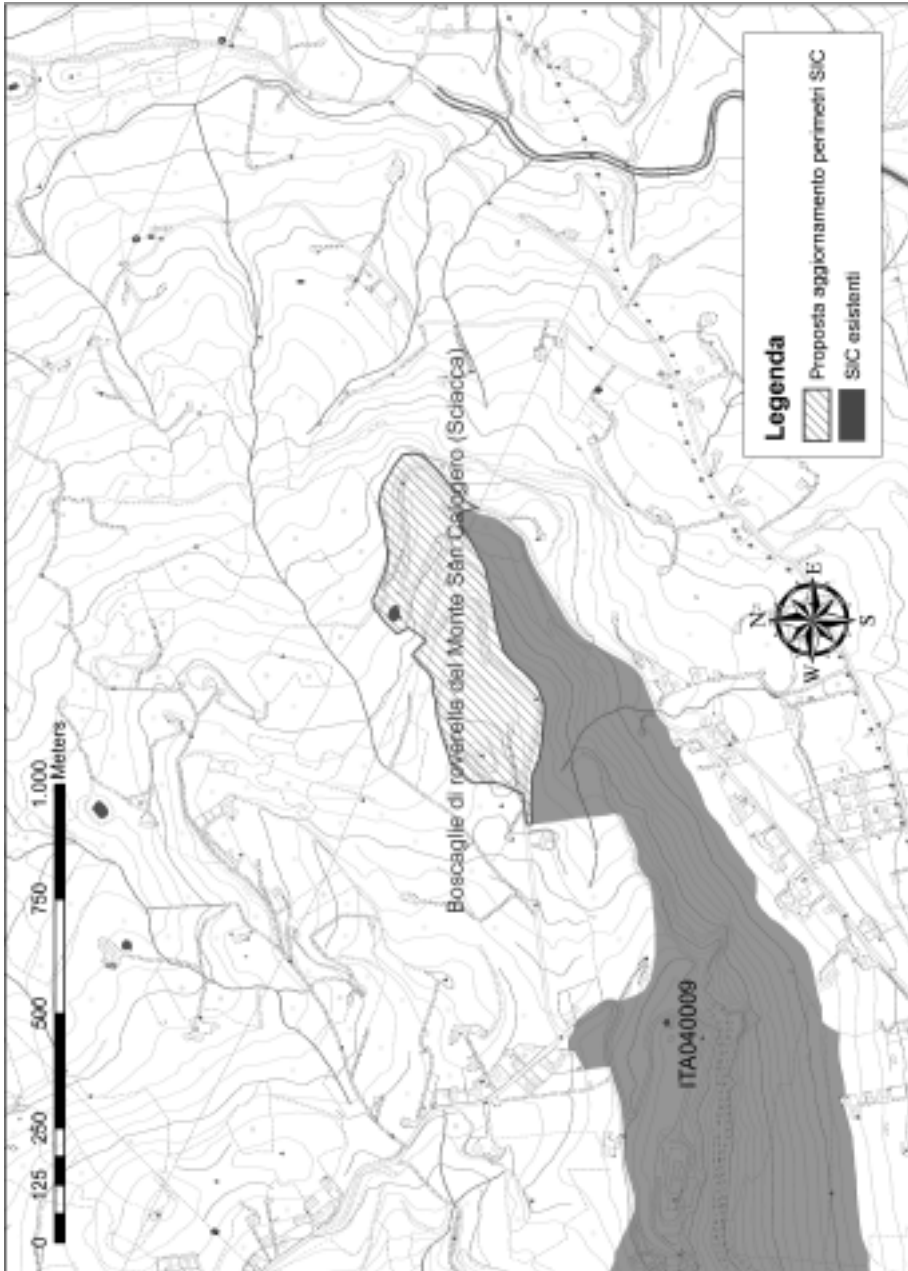 0 125 250 500 750 1.000
Meters
Boscaglie di roverella del Monte San Calogero (Sciacca)
ITA040009
N
W E
S
Legenda
Proposta aggiornamento perimetri SIC
SIC esistenti